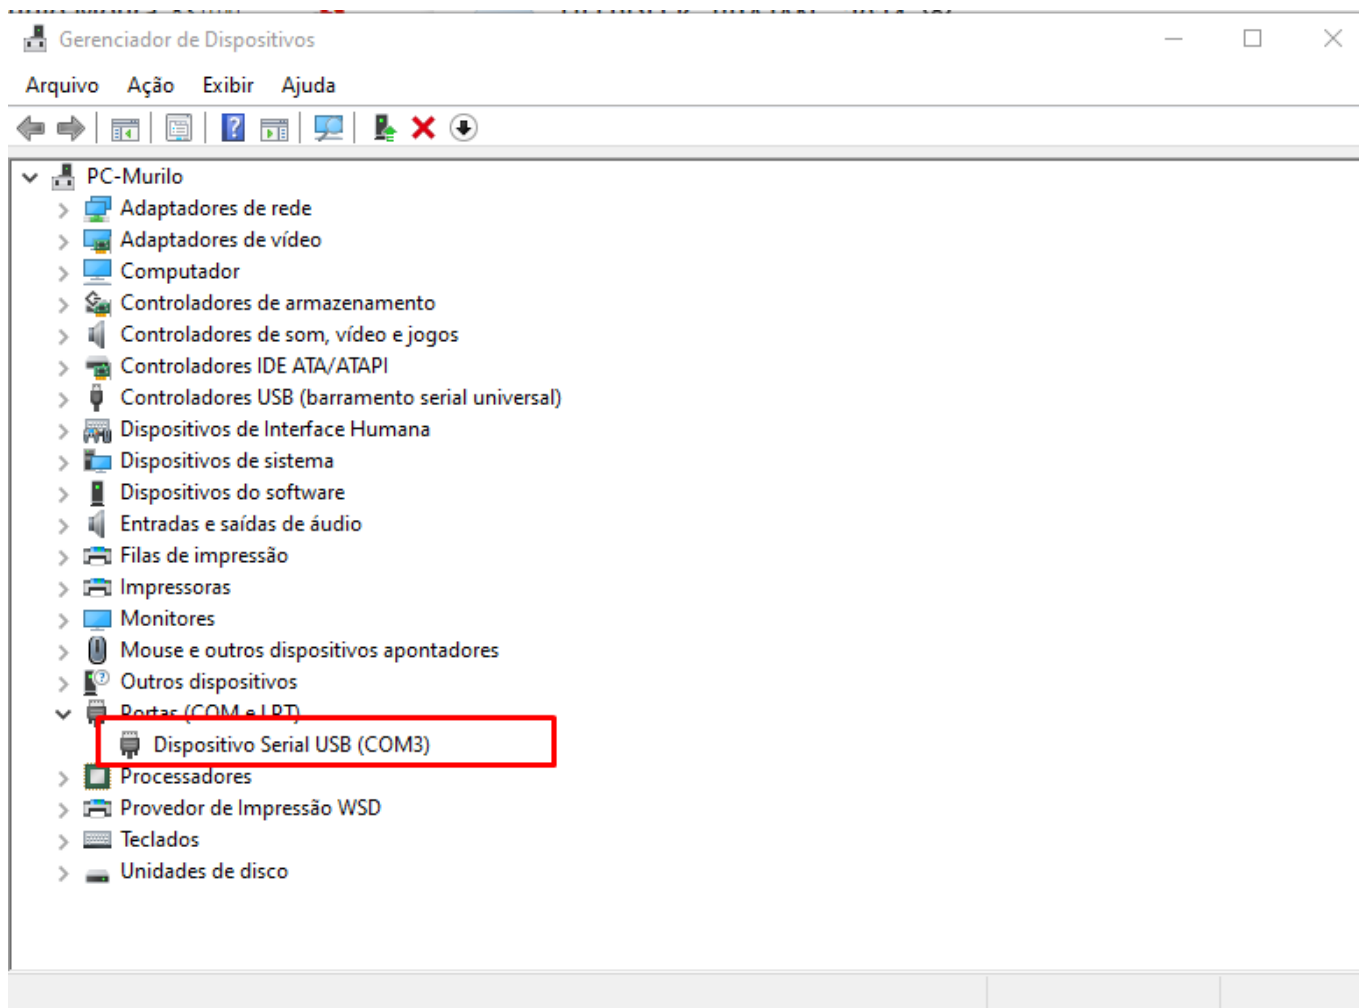 Gerenciador de Dispositivos
Arquivo Ação Exibir Ajuda
PC-Murilo
Adaptadores de rede
Adaptadores de vídeo
Computador
Controladores de armazenamento
Controladores de som, vídeo e jogos
Controladores IDE ATA/ATAPI
Controladores USB (barramento serial universal)
Dispositivos de Interface Humana
Dispositivos de sistema
Dispositivos do software
Entradas e saídas de áudio
Filas de impressão
Impressoras
Monitores
Mouse e outros dispositivos apontadores
Outros dispositivos
Portas (COM e LPT)
Dispositivo Serial USB (COM3)
Processadores
Provedor de Impressão WSD
Teclados
Unidades de disco